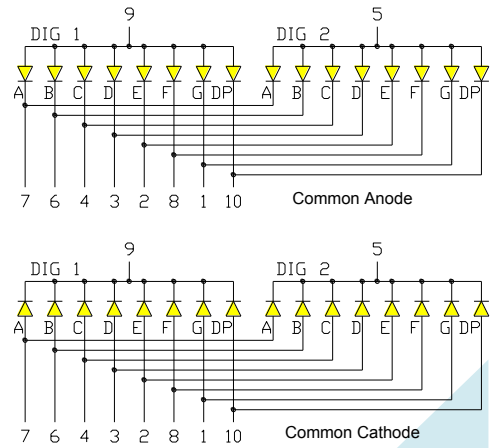 9 5
DIG 1 DIG 2
A B C D E F G DP A B C D E F G DP
7 6 4 3 2 8 1 10 Common Anode
9 5
DIG 1 DIG 2
A B C D E F G DP A B C D E F G DP
7 6 4 3 2 8 1 10 Common Cathode